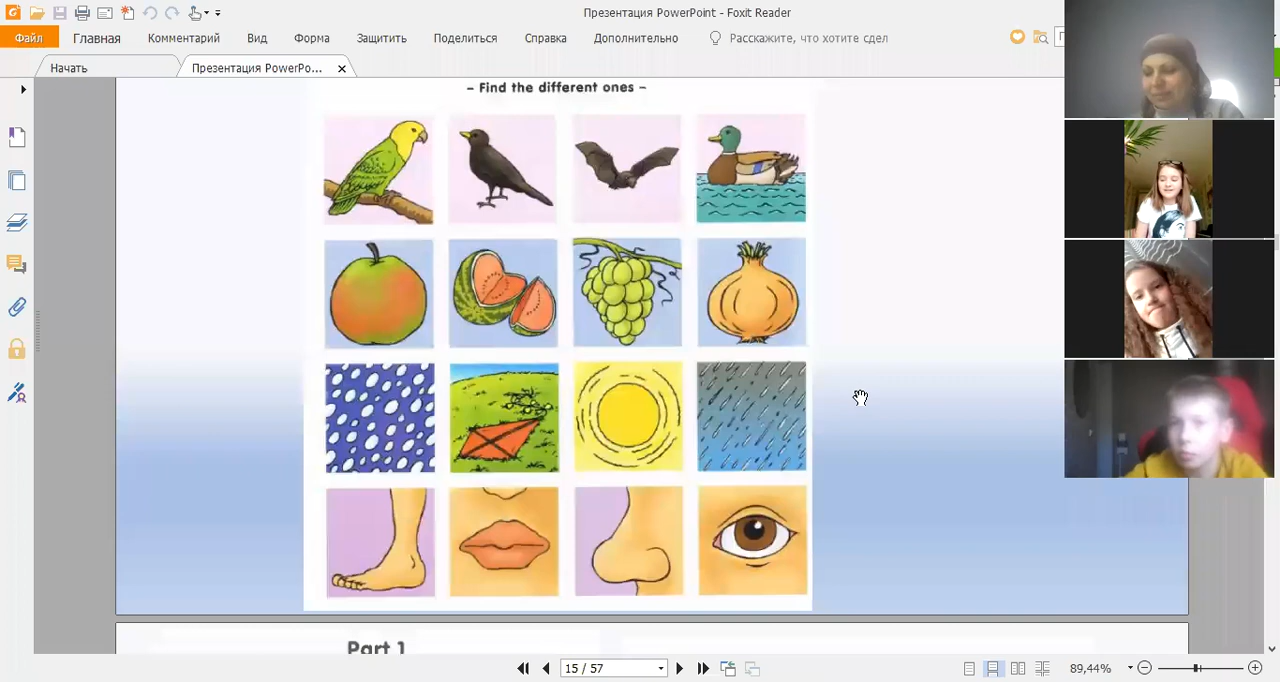 Презентация PowerPoint - Foxit Reader
Файл
Главная
Комментарий
Вид
Форма
Защитить
Поделиться
Справка
Дополнительно
Расскажите, что хотите сделать
Начать
Презентация PowerPo...
– Find the different ones –
Part 1
15 / 57
89,44%